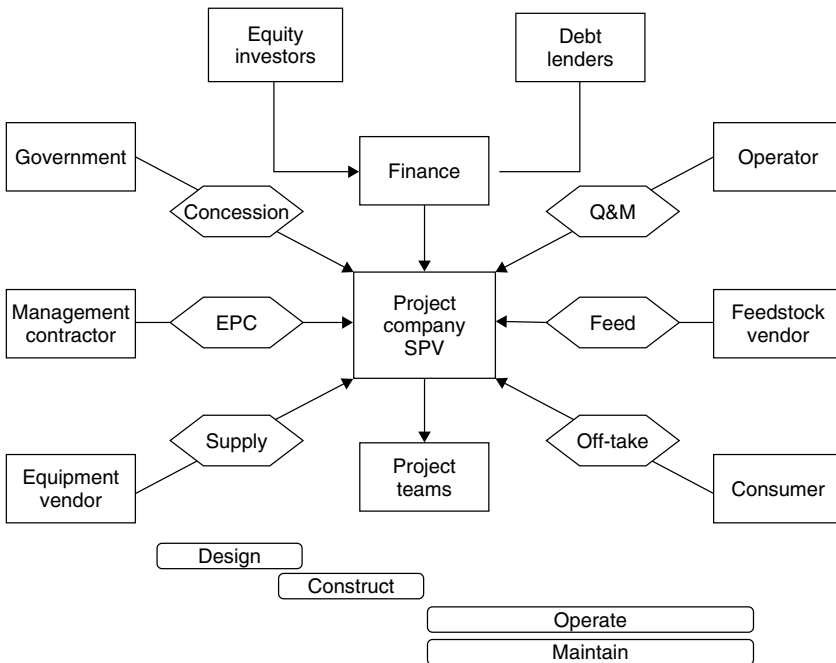 Equity
investors
Debt
lenders
Government
Finance
Operator
Concession
Q&M
Management
contractor
EPC
Project
company
SPV
Feed
Feedstock
vendor
Supply
Off-take
Equipment
vendor
Project
teams
Consumer
Design
Construct
Operate
Maintain